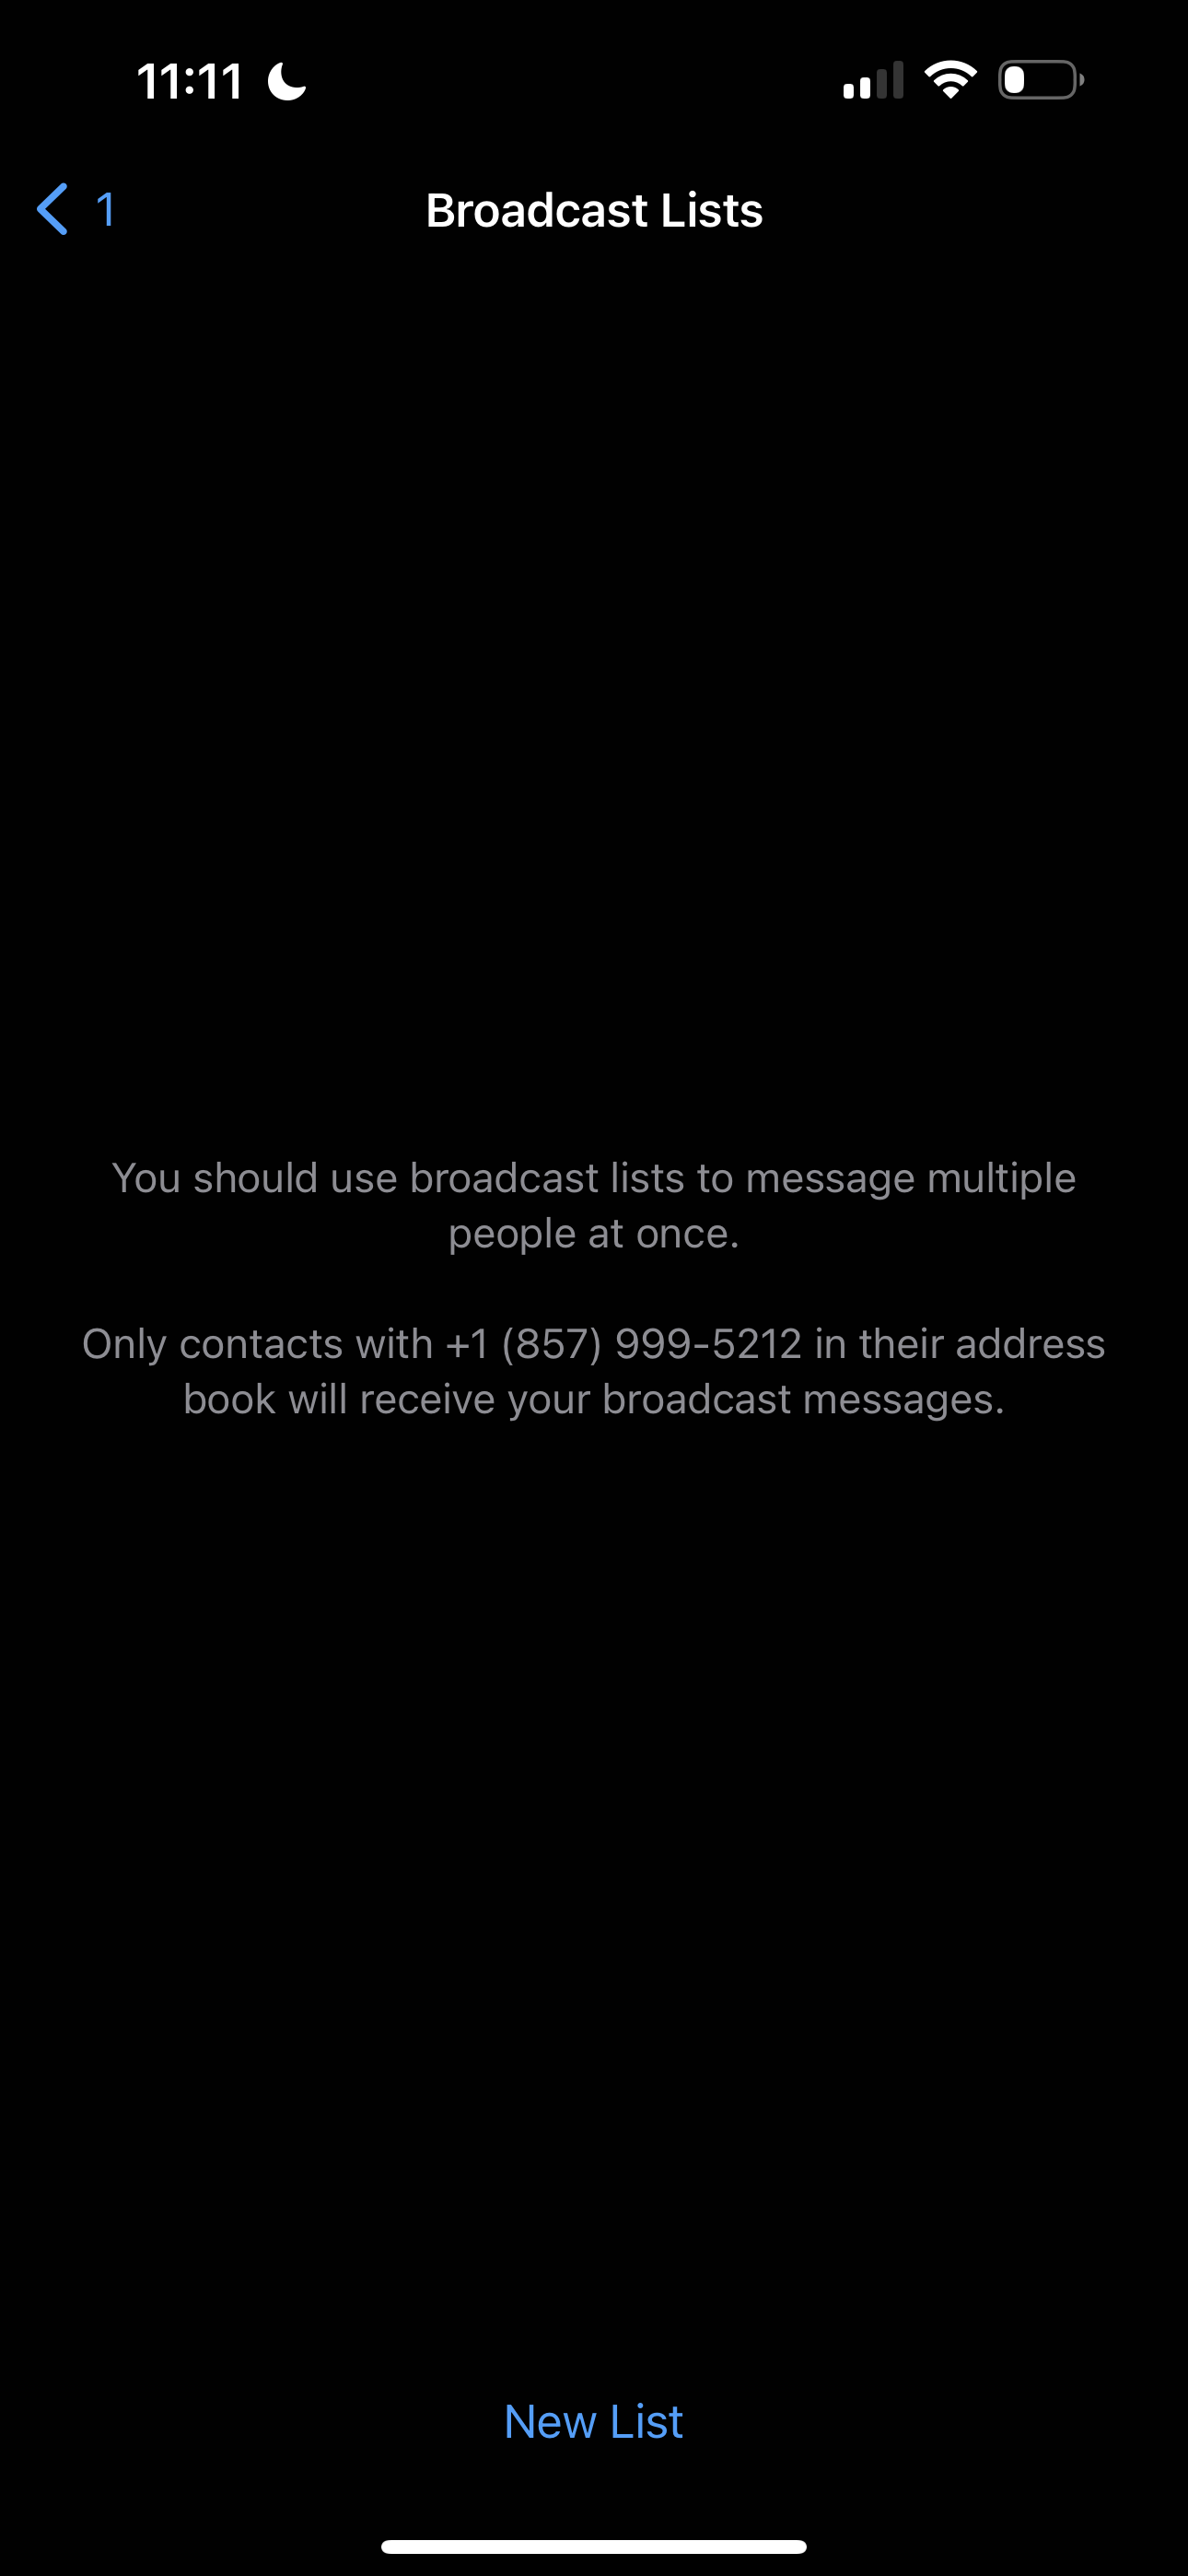 11:11
1
Broadcast Lists
You should use broadcast lists to message multiple
people at once.
Only contacts with +1 (857) 999-5212 in their address
book will receive your broadcast messages.
New List